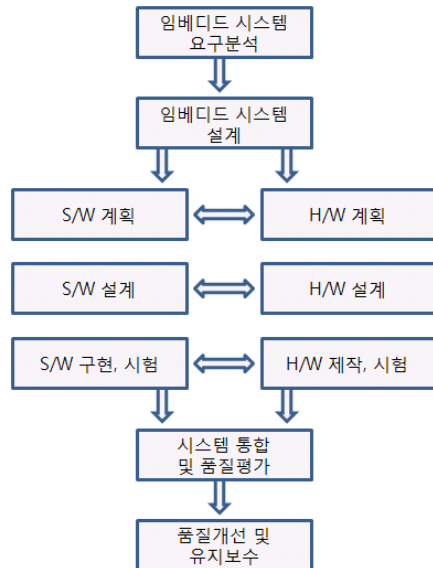 임베디드 시스템
요구분석
임베디드 시스템
설계
S/W 계획
H/W 계획
S/W 설계
H/W 설계
S/W 구현, 시험
H/W 제작, 시험
시스템 통합
및 품질평가
품질개선 및
유지보수